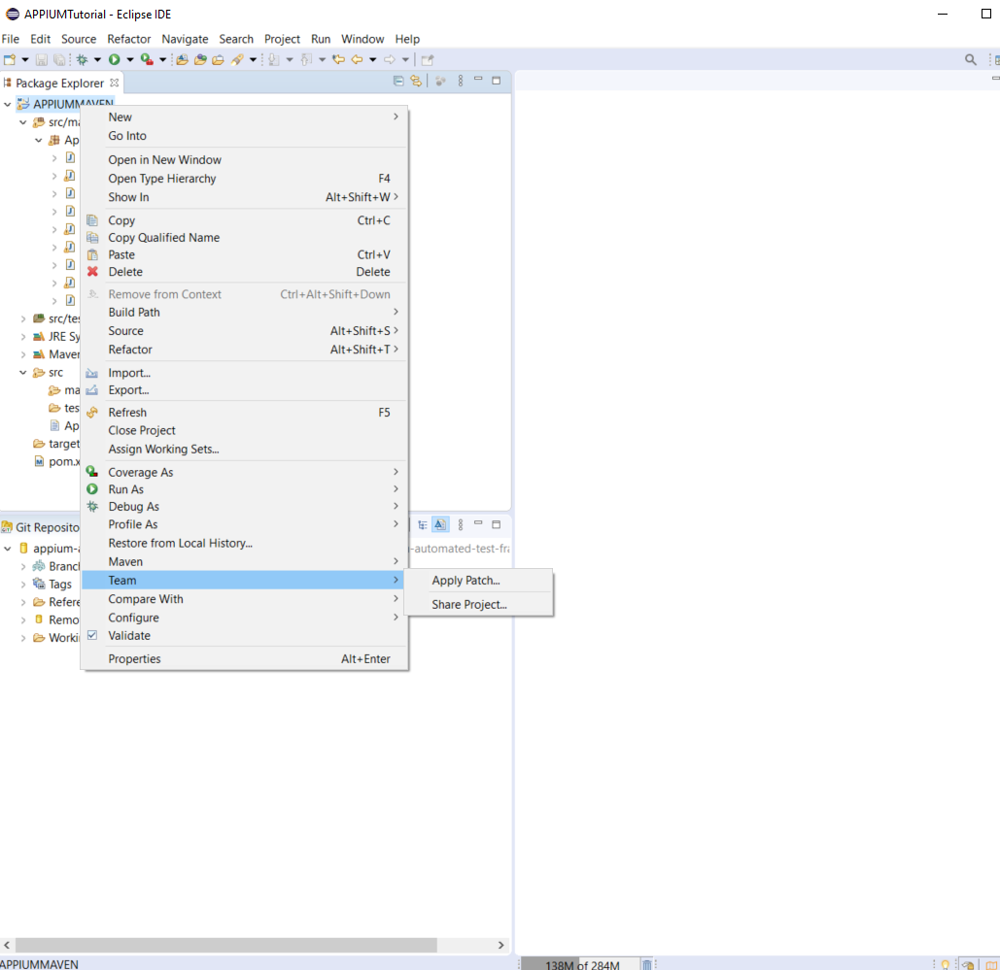 APPIUMTutorial - Eclipse IDE
File Edit Source Refactor Navigate Search Project Run Window Help
Package Explorer
APPIUMMAVEN
New
src/ma
Go Into
Ap
Open in New Window
Open Type Hierarchy F4
Show In Alt+Shift+W
Copy Ctrl+C
Copy Qualified Name
Paste Ctrl+V
Delete Delete
Remove from Context Ctrl+Alt+Shift+Down
Build Path
src/tes
Source Alt+Shift+S
JRE Sy
Refactor Alt+Shift+T
Maven
Import...
src
Export...
ma
Refresh F5
tes
Close Project
Ap
Assign Working Sets...
target
pom.x
Coverage As
Run As
Debug As
Profile As
Git Reposito
Restore from Local History...
appium-a
-automated-test-fra
Maven
Branch
Team
Apply Patch...
Tags
Compare With
Refere
Share Project...
Configure
Remo
Validate
Workin
Properties Alt+Enter
APPIUMMAVEN
138M of 284M